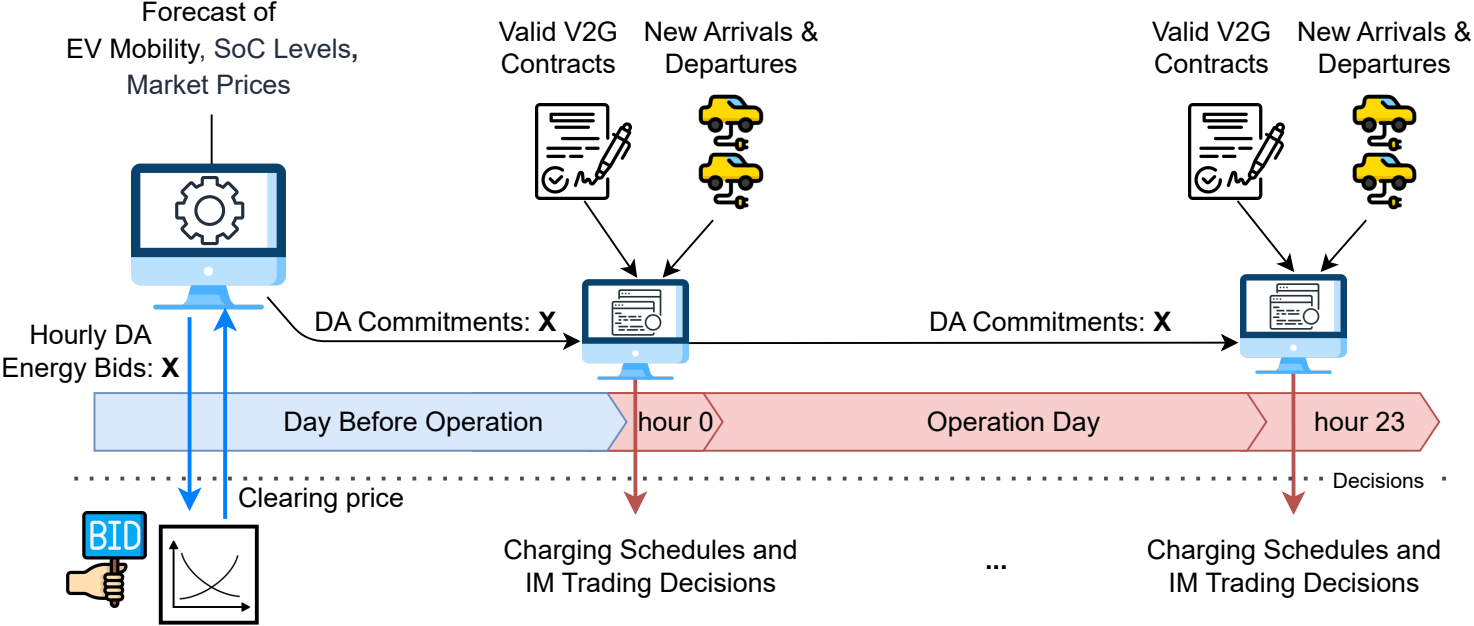 Forecast of
EV Mobility, SoC Levels,
Market Prices
Valid V2G
Contracts
New Arrivals &
Departures
Valid V2G
Contracts
New Arrivals &
Departures
Hourly DA
Energy Bids: X
DA Commitments: X
DA Commitments: X
Day Before Operation
hour 0
Operation Day
hour 23
Decisions
Clearing price
BID
Charging Schedules and
IM Trading Decisions
...
Charging Schedules and
IM Trading Decisions